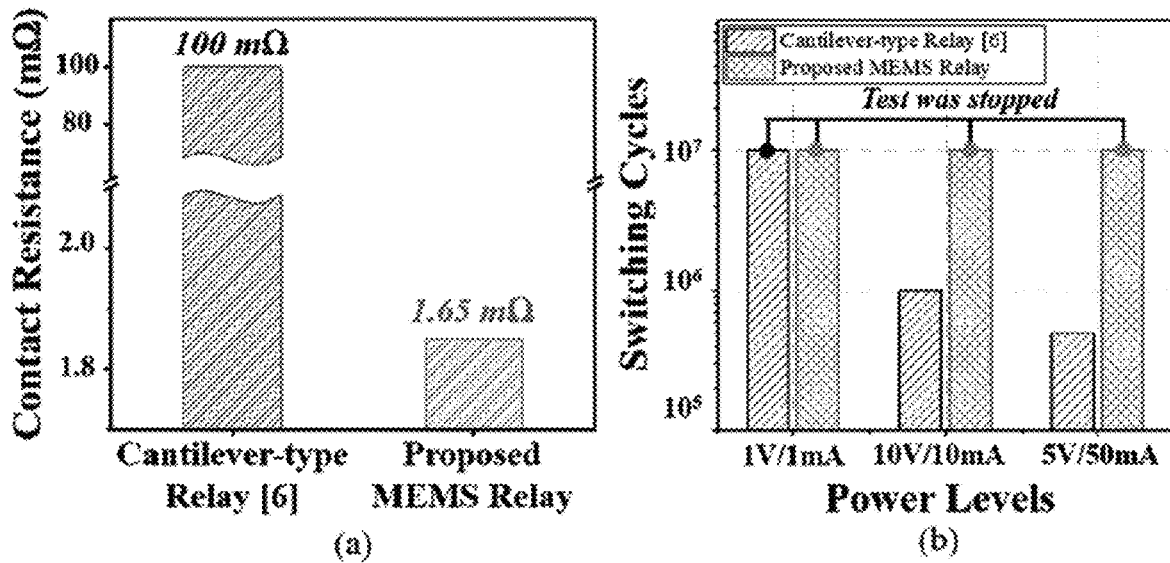 Contact Resistance (mΩ)
100
80
2.0
1.8
100 mΩ
1.65 mΩ
Cantilever-type
Relay [6]
Proposed
MEMS Relay
(a)
Switching Cycles
10⁷
10⁶
10⁵
Cantilever-type Relay [6]
Proposed MEMS Relay
Test was stopped
1V/1mA
10V/10mA
5V/50mA
Power Levels
(b)